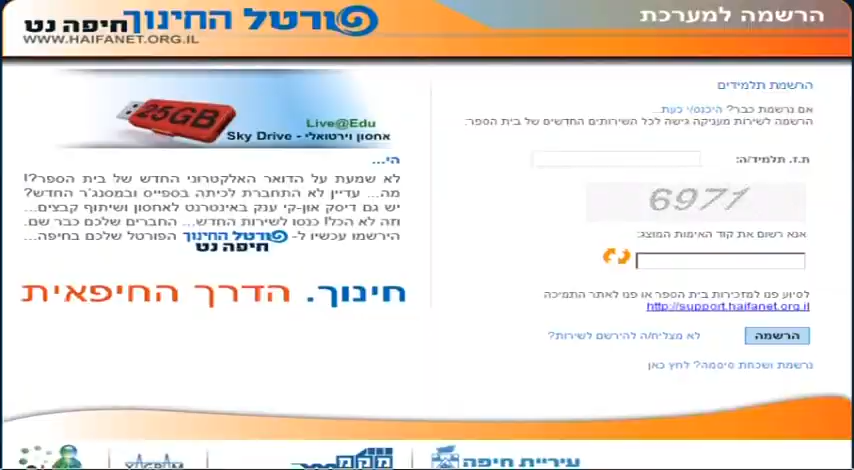 הרשמה למערכת
פורטל החינוך חיפה נט
WWW.HAIFANET.ORG.IL
הרשמת תלמידים
אם נרשמת כבר? היכנס/י כעת...
הרשמה לשירות מעניקה גישה לכל השירותים החדשים של בית הספר:
ת.ז. תלמיד/ה:
6971
אנא רשום את קוד האימות המוצג:
לסיוע פנו למזכירות בית הספר או פנו לאתר התמיכה
http://support.haifanet.org.il
הרשמה
לא מצליח/ה להירשם לשירות?
נרשמת ושכחת סיסמה? לחץ כאן
25GB
Live@Edu
אחסון וירטואלי - Sky Drive
הי...
לא שמעת על הדואר האלקטרוני החדש של בית הספר?!
מה... עדיין לא התחברת לכיתה בספייס ובמסנג'ר החדש?
יש גם דיסק און-קי ענק באינטרנט לאחסון ושיתוף קבצים...
וזה לא הכל! כנסו לשירות החדש... החברים שלכם כבר שם.
הירשמו עכשיו ל- פורטל החינוך חיפה נט הפורטל שלכם בחיפה...
חינוך. הדרך החיפאית
עיריית חיפה